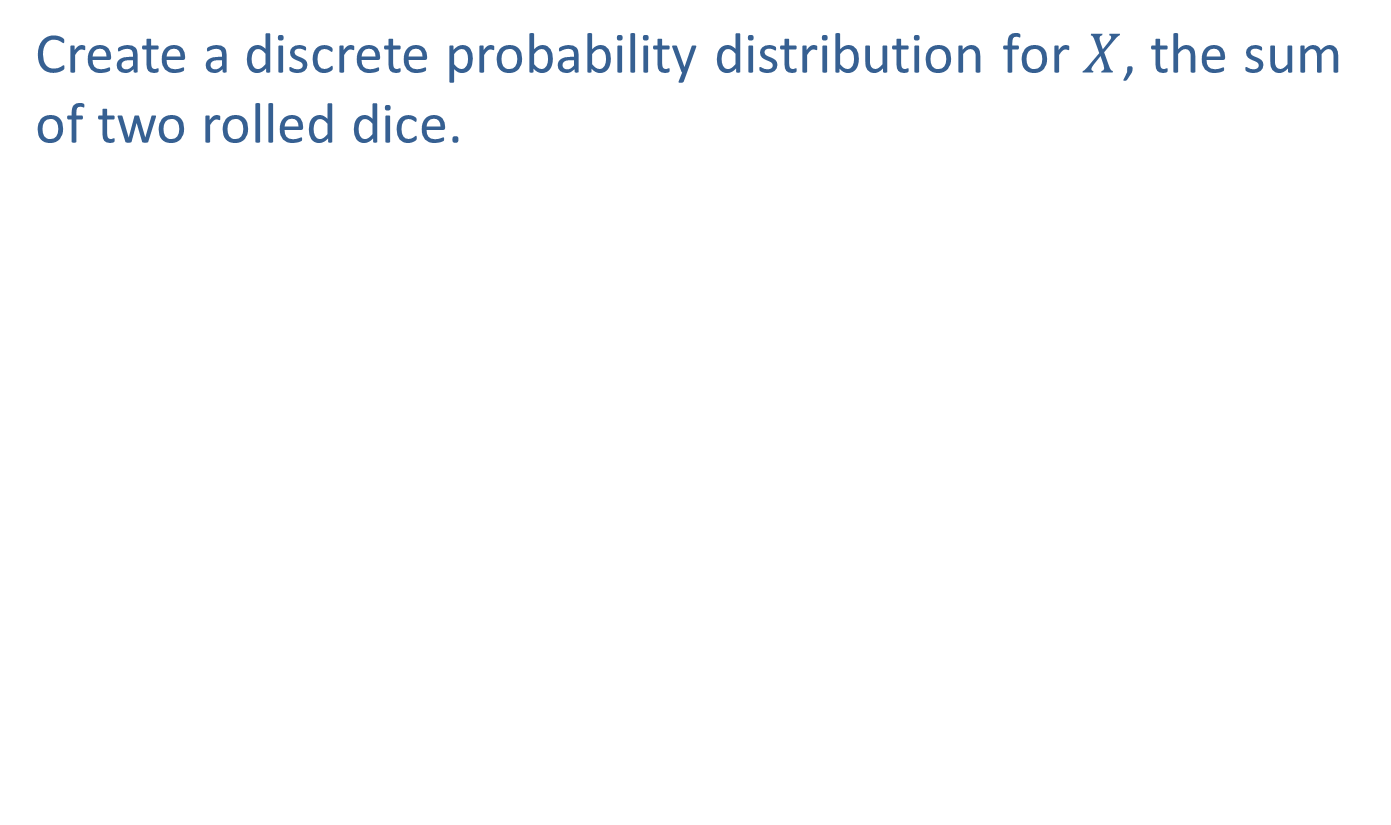 Create a discrete probability distribution for X, the sum
of two rolled dice.